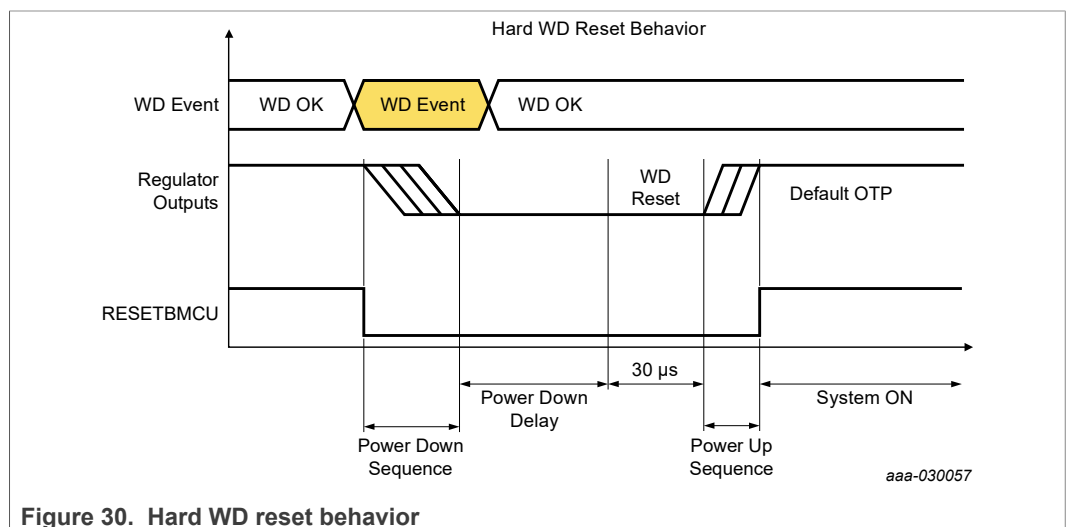 Hard WD Reset Behavior
WD Event
WD OK
WD Event
WD OK
Regulator
Outputs
WD
Reset
Default OTP
RESETBMCU
30 µs
Power Down
Delay
System ON
Power Down
Sequence
Power Up
Sequence
aaa-030057
Figure 30. Hard WD reset behavior